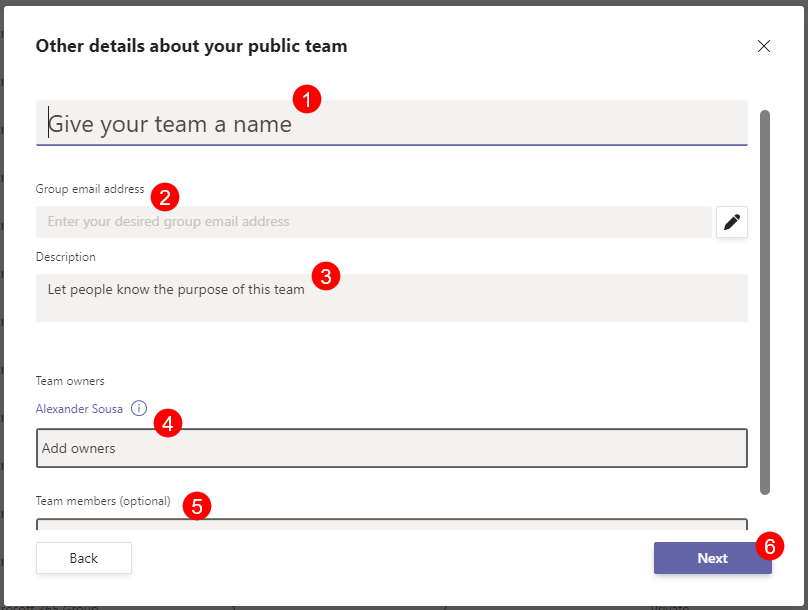 Other details about your public team
1
Give your team a name
Group email address
2
Enter your desired group email address
Description
3
Let people know the purpose of this team
Team owners
Alexander Sousa
4
Add owners
Team members (optional)
5
Back
Next
6